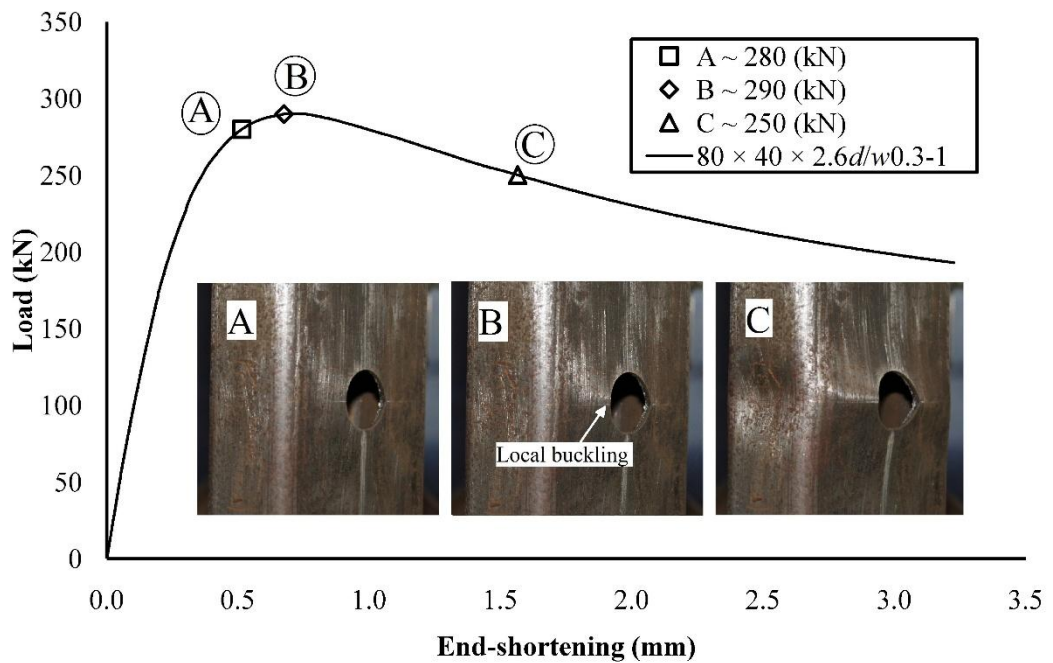 350
300
250
200
150
100
50
0
Load (kN)
A
B
C
A ~ 280 (kN)
B ~ 290 (kN)
C ~ 250 (kN)
80 × 40 × 2.6d/w0.3-1
A
B
C
Local buckling
0.0 0.5 1.0 1.5 2.0 2.5 3.0 3.5
End-shortening (mm)